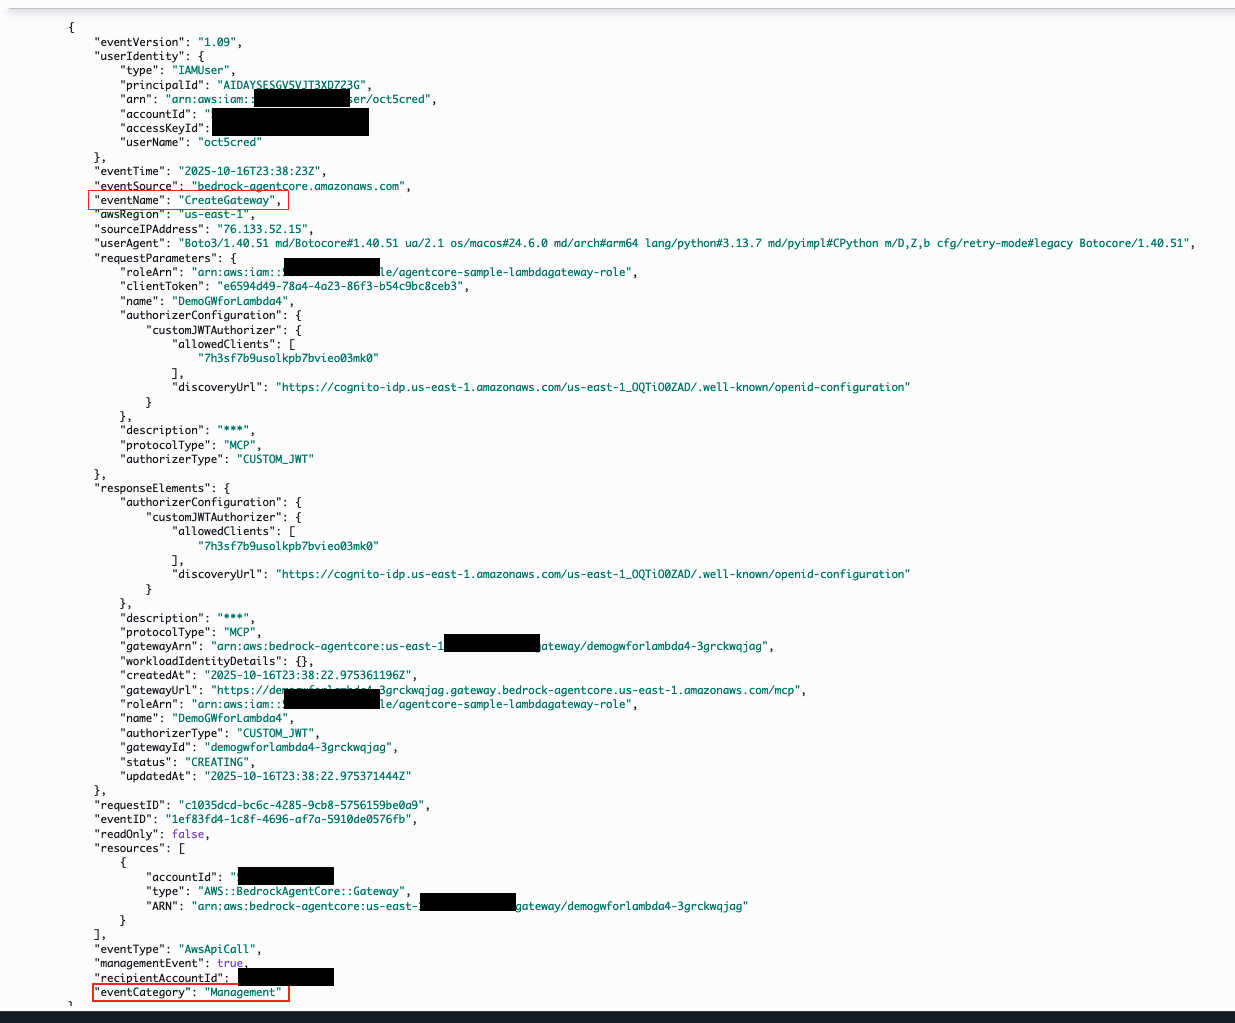 {
"eventVersion": "1.09",
"userIdentity": {
"type": "IAMUser",
"principalId": "AIDAYSESGV5VJT3XDZ23G",
"arn": "arn:aws:iam:: ser/oct5cred",
"accountId": "
"accessKeyId":
"userName": "oct5cred"
},
"eventTime": "2025-10-16T23:38:23Z",
"eventSource": "bedrock-agentcore.amazonaws.com",
"eventName": "CreateGateway",
"awsRegion": "us-east-1",
"sourceIPAddress": "76.133.52.15",
"userAgent": "Boto3/1.40.51 md/Botocore#1.40.51 ua/2.1 os/macos#24.6.0 md/arch#arm64 lang/python#3.13.7 md/pyimpl#CPython m/D,Z,b cfg/retry-mode#legacy Botocore/1.40.51",
"requestParameters": {
"roleArn": "arn:aws:iam:: le/agentcore-sample-lambdagateway-role",
"clientToken": "e6594d49-78a4-4a23-86f3-b54c9bc8ceb3",
"name": "DemoGWforLambda4",
"authorizerConfiguration": {
"customJWTAuthorizer": {
"allowedClients": [
"7h3sf7b9usolkpb7bvieo03mk0"
],
"discoveryUrl": "https://cognito-idp.us-east-1.amazonaws.com/us-east-1_OQTiO0ZAD/.well-known/openid-configuration"
}
},
"description": "***",
"protocolType": "MCP",
"authorizerType": "CUSTOM_JWT"
},
"responseElements": {
"authorizerConfiguration": {
"customJWTAuthorizer": {
"allowedClients": [
"7h3sf7b9usolkpb7bvieo03mk0"
],
"discoveryUrl": "https://cognito-idp.us-east-1.amazonaws.com/us-east-1_OQTiO0ZAD/.well-known/openid-configuration"
}
},
"description": "***",
"protocolType": "MCP",
"gatewayArn": "arn:aws:bedrock-agentcore:us-east-1 ateway/demogwforlambda4-3grckwqjag",
"workloadIdentityDetails": {},
"createdAt": "2025-10-16T23:38:22.975361196Z",
"gatewayUrl": "https://demogwforlambda4-3grckwqjag.gateway.bedrock-agentcore.us-east-1.amazonaws.com/mcp",
"roleArn": "arn:aws:iam:: le/agentcore-sample-lambdagateway-role",
"name": "DemoGWforLambda4",
"authorizerType": "CUSTOM_JWT",
"gatewayId": "demogwforlambda4-3grckwqjag",
"status": "CREATING",
"updatedAt": "2025-10-16T23:38:22.975371444Z"
},
"requestID": "c1035dcd-bc6c-4285-9cb8-5756159be0a9",
"eventID": "1ef83fd4-1c8f-4696-af7a-5910de0576fb",
"readOnly": false,
"resources": [
{
"accountId": "
"type": "AWS::BedrockAgentCore::Gateway",
"ARN": "arn:aws:bedrock-agentcore:us-east- gateway/demogwforlambda4-3grckwqjag"
}
],
"eventType": "AwsApiCall",
"managementEvent": true,
"recipientAccountId":
"eventCategory": "Management"